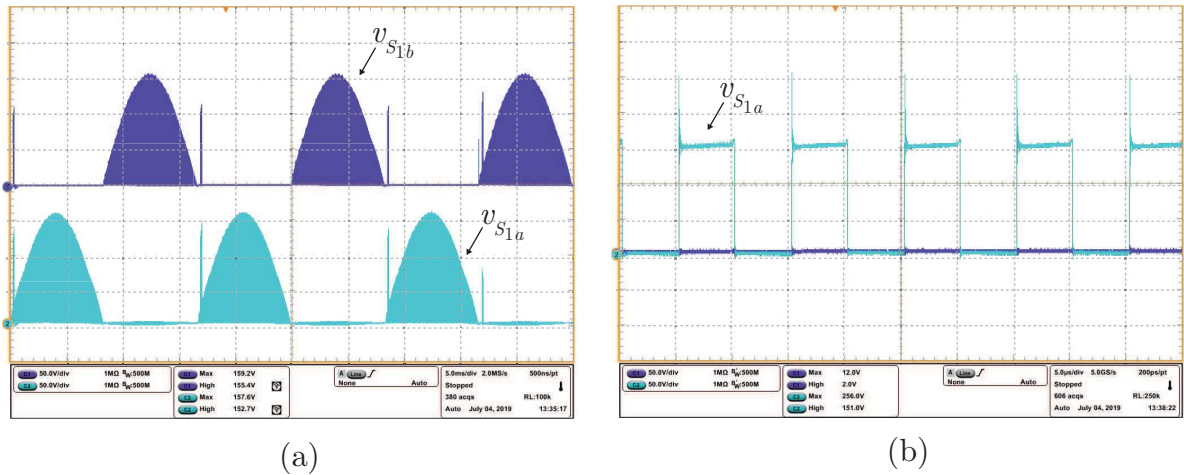 v_{S_{1b}}
v_{S_{1a}}
2
C1 50.0V/div 1MΩ B_W:500M
C2 50.0V/div 1MΩ B_W:500M
C1 Max 159.2V
C1 High 155.4V
C2 Max 157.6V
C2 High 152.7V
A Line
None Auto
5.0ms/div 2.0MS/s 500ns/pt
Stopped
380 acqs RL:100k
Auto July 04, 2019 13:35:17
(a)
v_{S_{1a}}
2
C1 50.0V/div 1MΩ B_W:500M
C2 50.0V/div 1MΩ B_W:500M
C1 Max 12.0V
C1 High 2.0V
C2 Max 256.0V
C2 High 151.0V
A Line
None Auto
5.0μs/div 5.0GS/s 200ps/pt
Stopped
606 acqs RL:250k
Auto July 04, 2019 13:38:22
(b)